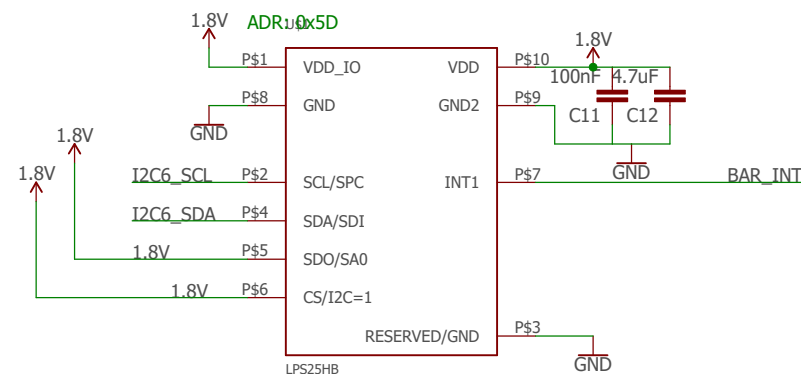 1.8V
ADR: 0x5D
P$1
VDD_IO
VDD
P$10
1.8V
100nF
4.7uF
P$8
GND
GND2
P$9
C11
C12
GND
GND
1.8V
1.8V
I2C6_SCL
P$2
SCL/SPC
INT1
P$7
BAR_INT
I2C6_SDA
P$4
SDA/SDI
1.8V
P$5
SDO/SA0
1.8V
P$6
CS/I2C=1
RESERVED/GND
P$3
GND
LPS25HB